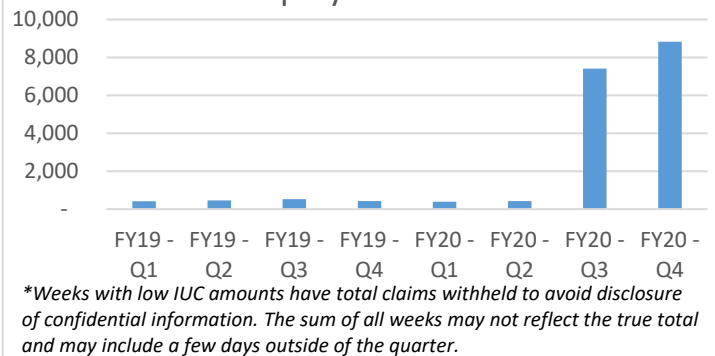 10,000
8,000
6,000
4,000
2,000
-
FY19 - Q1
FY19 - Q2
FY19 - Q3
FY19 - Q4
FY20 - Q1
FY20 - Q2
FY20 - Q3
FY20 - Q4
*Weeks with low IUC amounts have total claims withheld to avoid disclosure
of confidential information. The sum of all weeks may not reflect the true total
and may include a few days outside of the quarter.